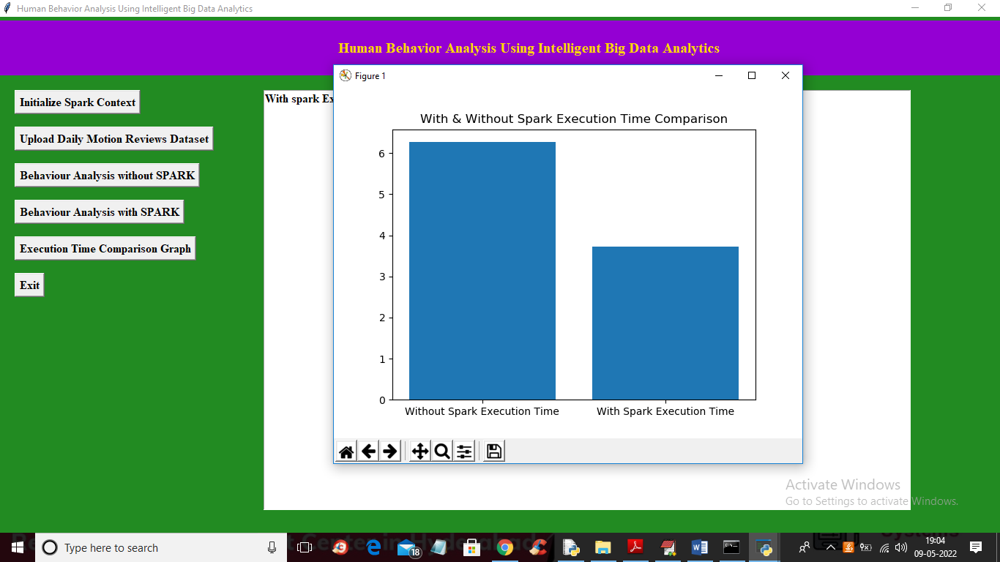 Human Behavior Analysis Using Intelligent Big Data Analytics
Human Behavior Analysis Using Intelligent Big Data Analytics
Initialize Spark Context
Upload Daily Motion Reviews Dataset
Behaviour Analysis without SPARK
Behaviour Analysis with SPARK
Execution Time Comparison Graph
Exit
With spark Ex
Figure 1
With & Without Spark Execution Time Comparison
6
5
4
3
2
1
0
Without Spark Execution Time
With Spark Execution Time
Activate Windows
Go to Settings to activate Windows.
Type here to search
18
19:04
09-05-2022